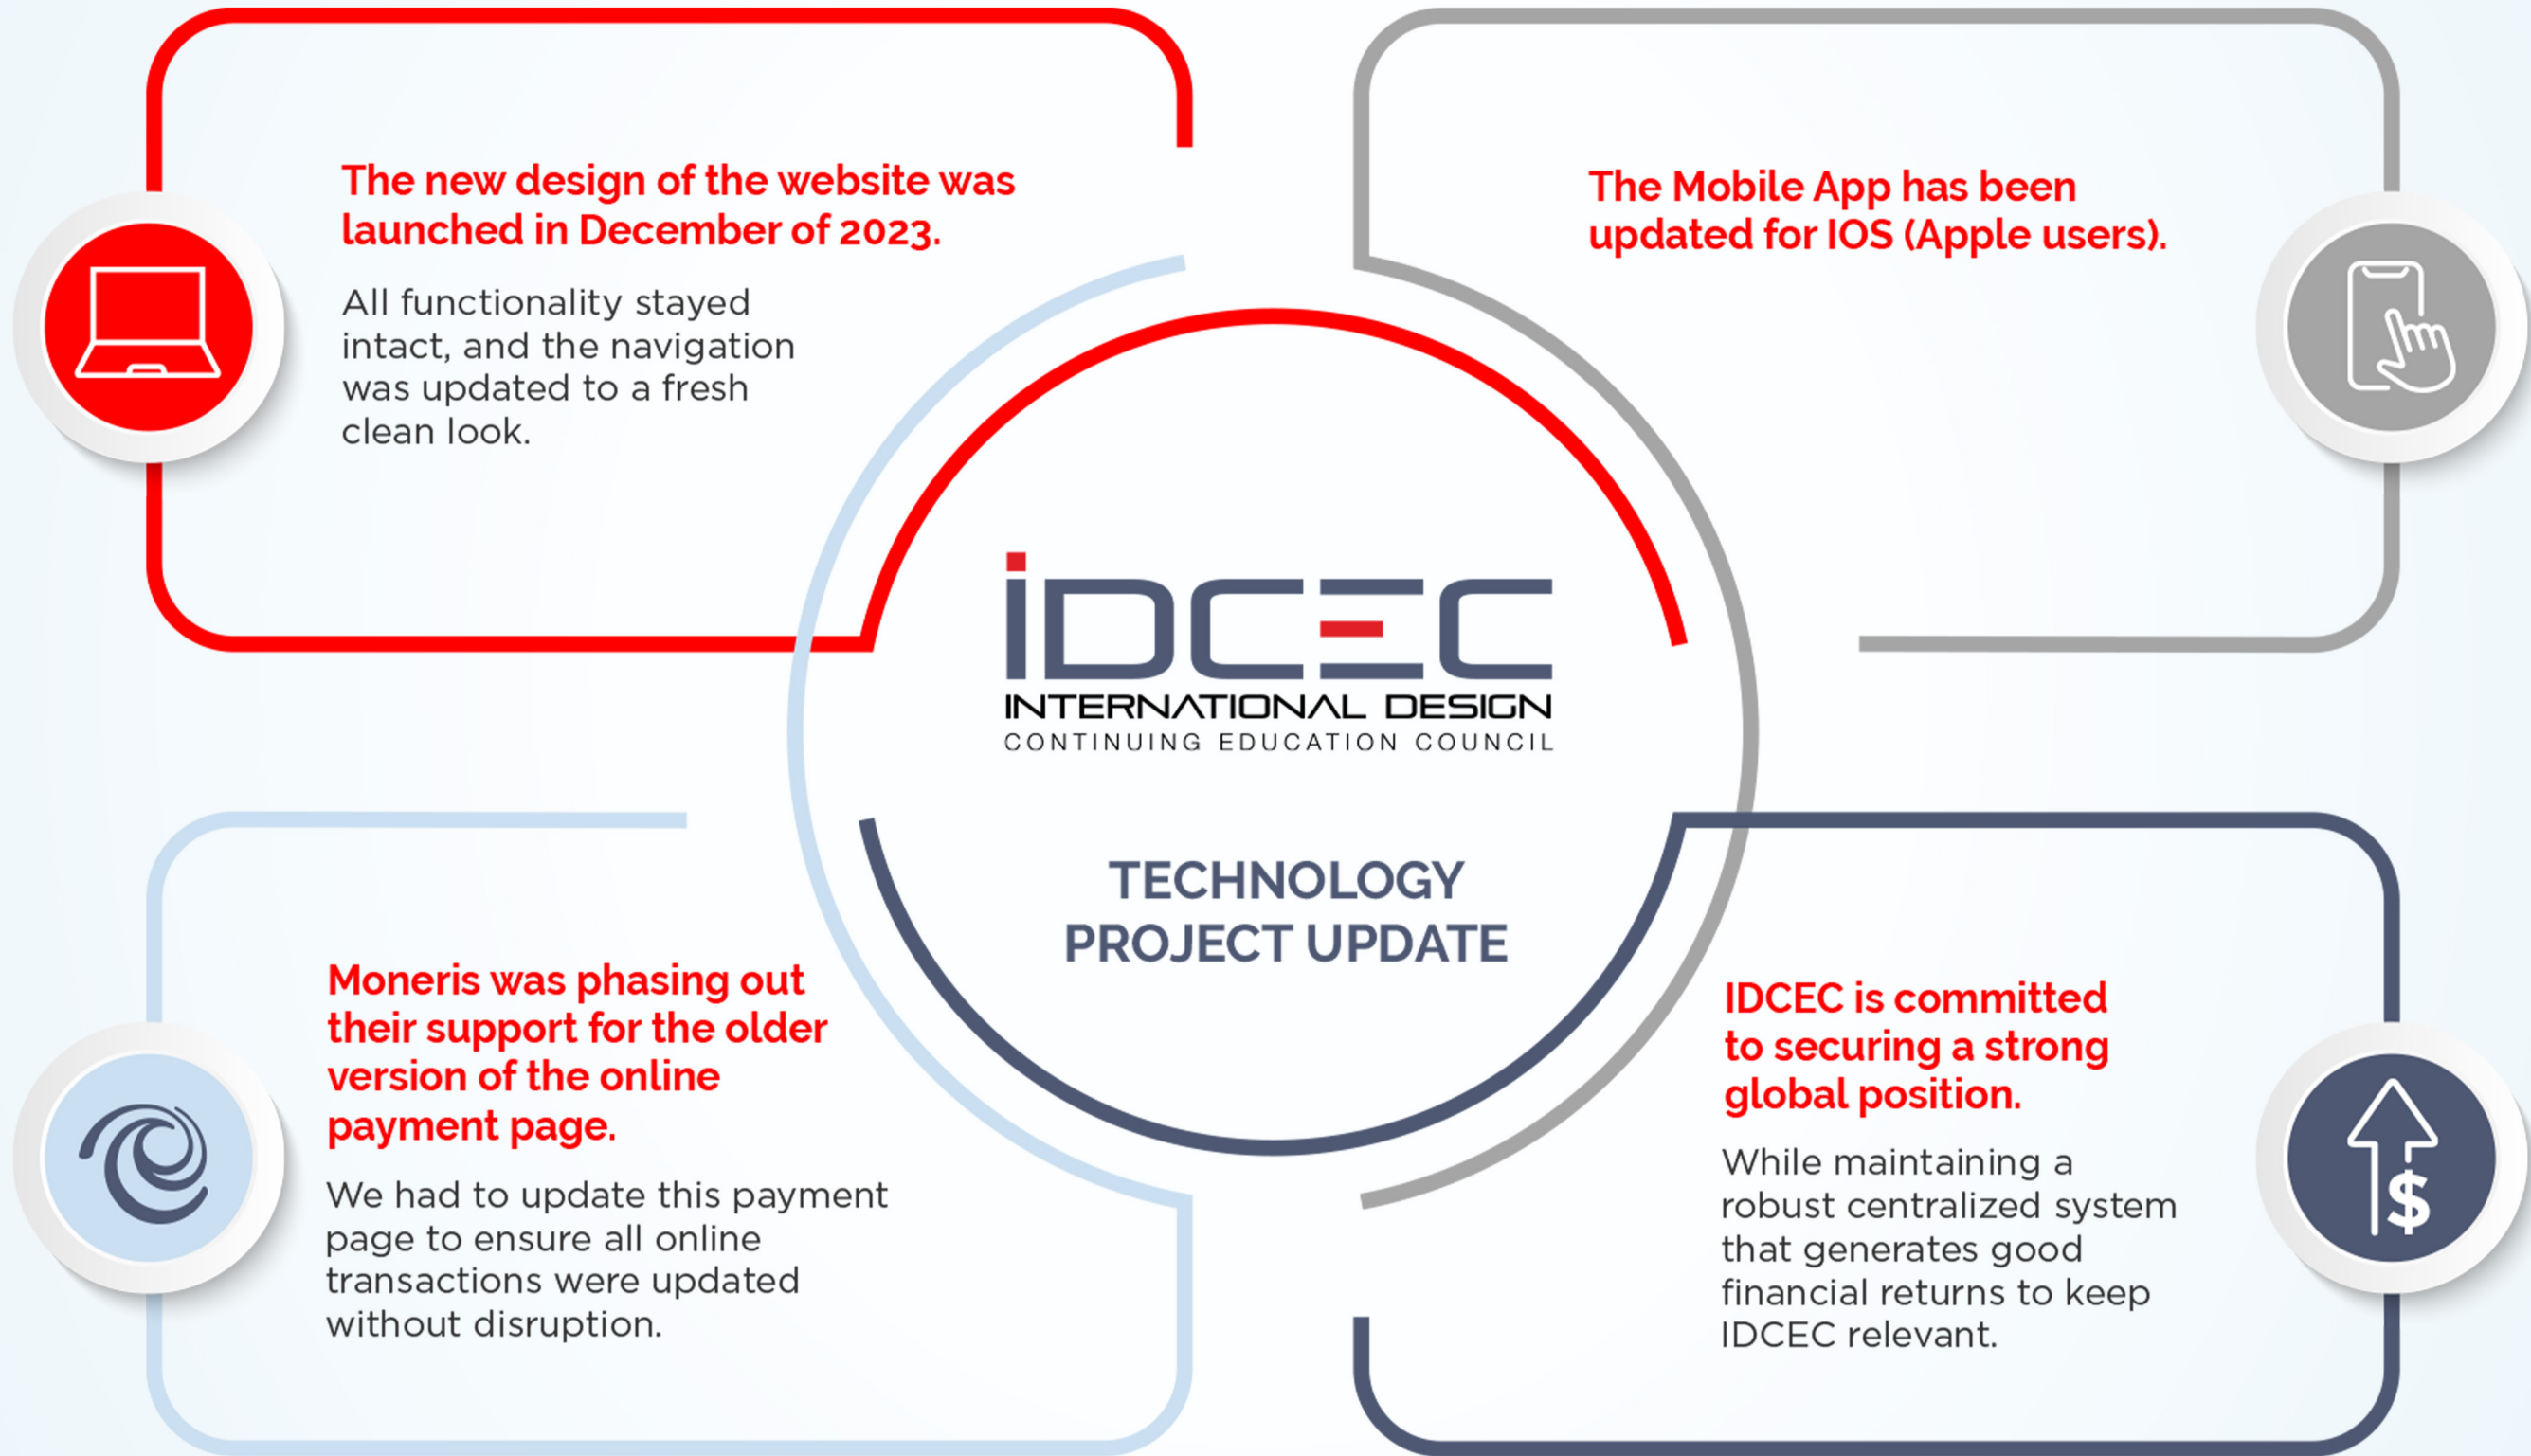 The new design of the website was
launched in December of 2023.
All functionality stayed
intact, and the navigation
was updated to a fresh
clean look.
The Mobile App has been
updated for IOS (Apple users).
iDCEC
INTERNATIONAL DESIGN
CONTINUING EDUCATION COUNCIL
TECHNOLOGY
PROJECT UPDATE
Moneris was phasing out
their support for the older
version of the online
payment page.
We had to update this payment
page to ensure all online
transactions were updated
without disruption.
IDCEC is committed
to securing a strong
global position.
While maintaining a
robust centralized system
that generates good
financial returns to keep
IDCEC relevant.
$